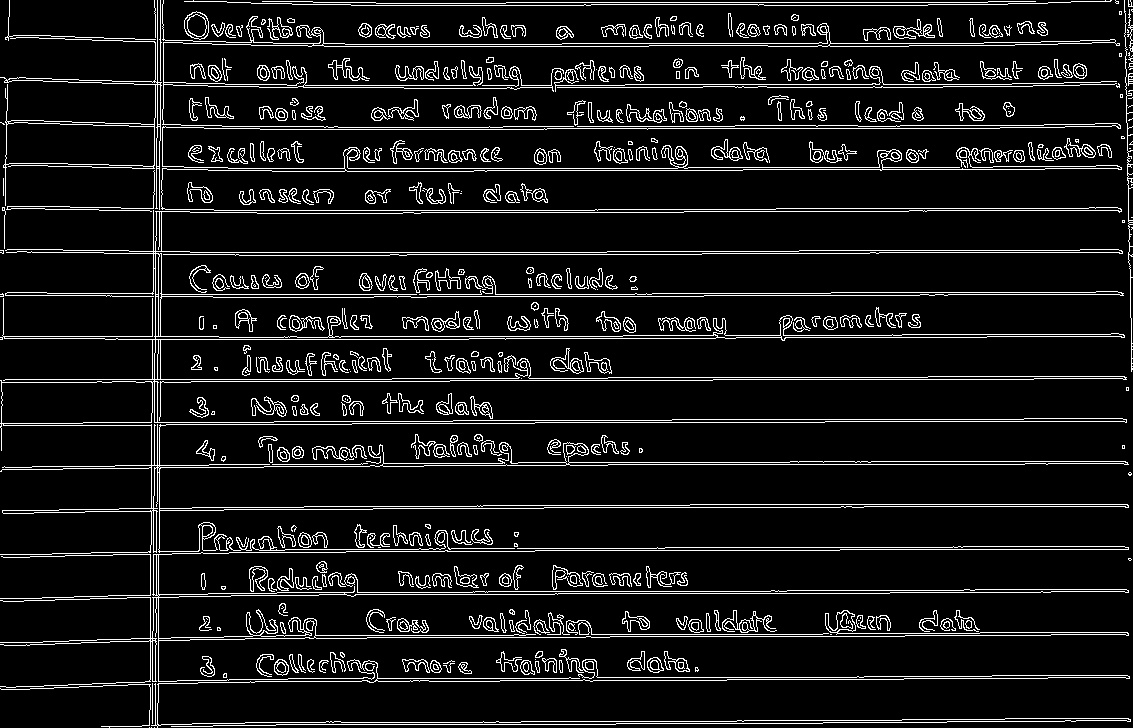 Overfitting occurs when a machine learning model learns
not only the underlying patterns in the training data but also
the noise and random fluctuations. This leads to
excellent performance on training data but poor generalization
to unseen or test data
Causes of overfitting include:
1. A complex model with too many parameters
2. insufficient training data
3. Noise in the data
4. Too many training epochs.
Prevention techniques:
1. Reducing number of Parameters
2. Using Cross validation to validate data
3. Collecting more training data.